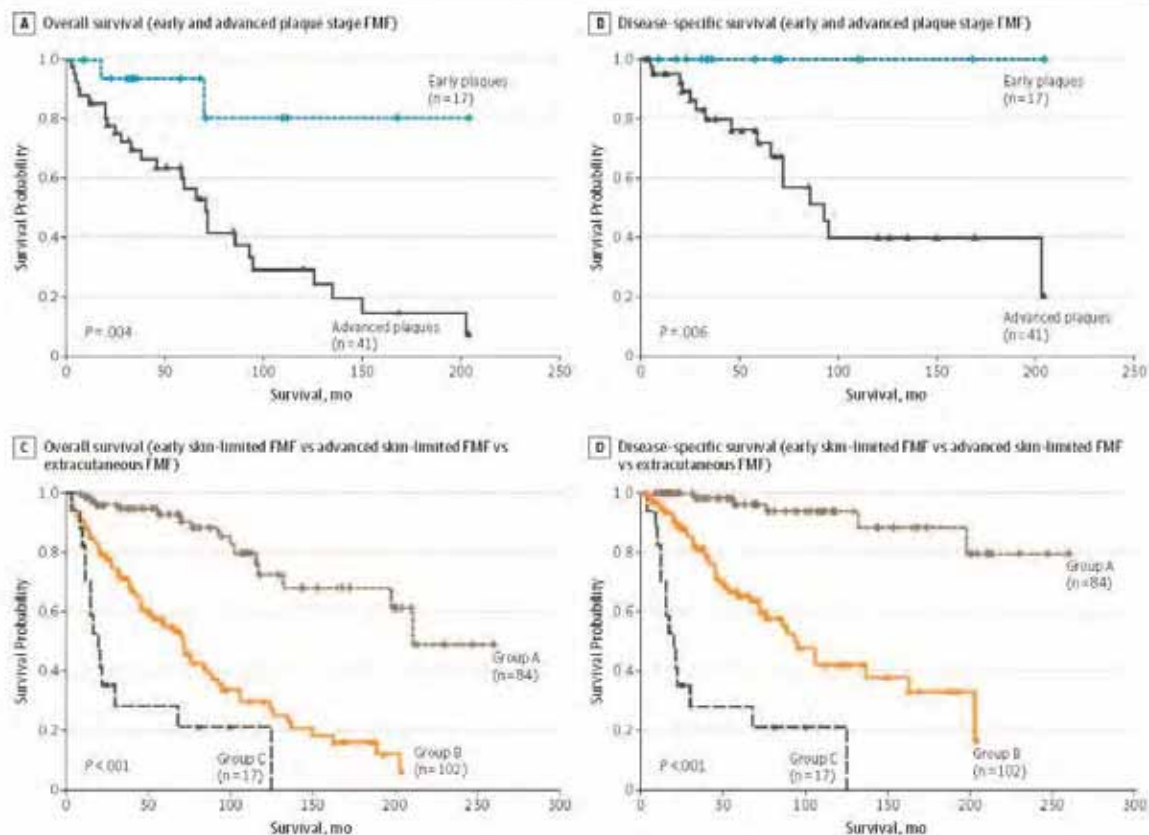 A Overall survival (early and advanced plaque stage FMF)
1.0
0.8
0.6
0.4
0.2
0
Survival Probability
Early plaques
(n = 17)
Advanced plaques
(n = 41)
P = .004
0 50 100 150 200 250
Survival, mo
B Disease-specific survival (early and advanced plaque stage FMF)
1.0
0.8
0.6
0.4
0.2
0
Survival Probability
Early plaques
(n = 17)
Advanced plaques
(n = 41)
P = .006
0 50 100 150 200 250
Survival, mo
C Overall survival (early skin-limited FMF vs advanced skin-limited FMF vs
extracutaneous FMF)
1.0
0.8
0.6
0.4
0.2
0
Survival Probability
Group A
(n = 84)
Group B
(n = 102)
Group C
(n = 17)
P <.001
0 50 100 150 200 250 300
Survival, mo
D Disease-specific survival (early skin-limited FMF vs advanced skin-limited FMF
vs extracutaneous FMF)
1.0
0.8
0.6
0.4
0.2
0
Survival Probability
Group A
(n = 84)
Group B
(n = 102)
Group C
(n = 17)
P <.001
0 50 100 150 200 250 300
Survival, mo